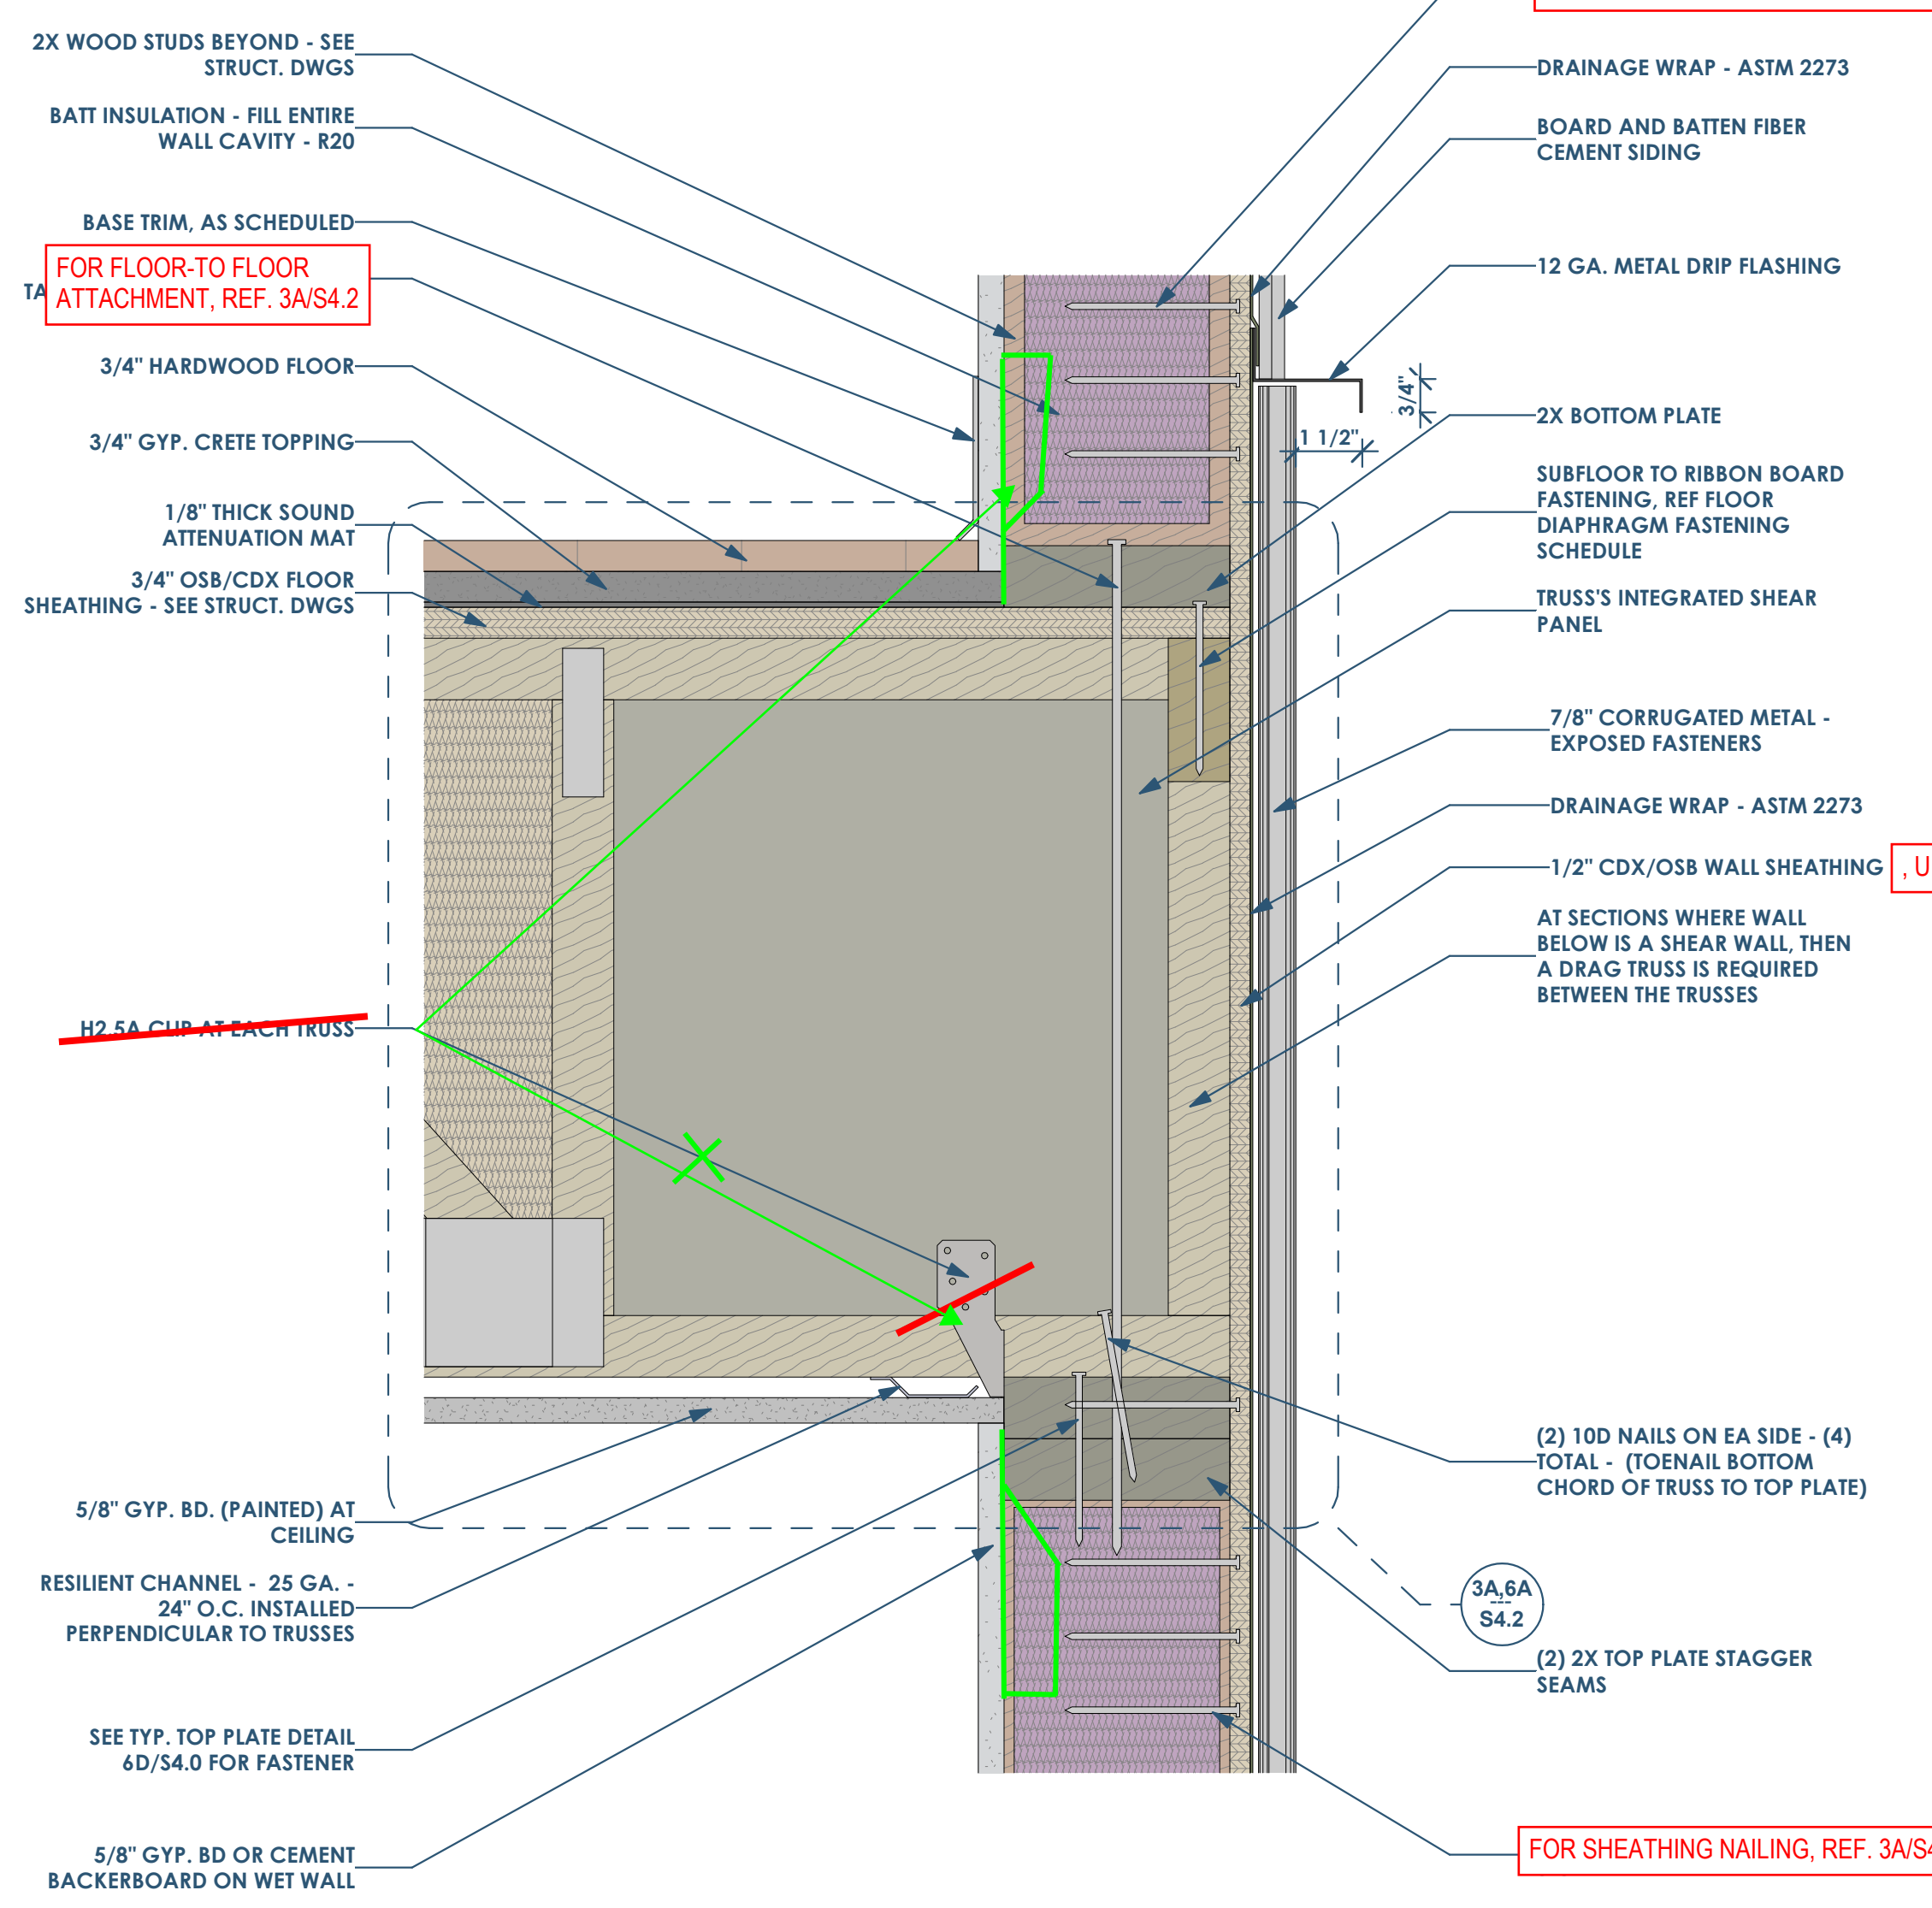 2X WOOD STUDS BEYOND - SEE
STRUCT. DWGS
BATT INSULATION - FILL ENTIRE
WALL CAVITY - R20
BASE TRIM, AS SCHEDULED
FOR FLOOR-TO FLOOR
ATTACHMENT, REF. 3A/S4.2
3/4" HARDWOOD FLOOR
3/4" GYP. CRETE TOPPING
1/8" THICK SOUND
ATTENUATION MAT
3/4" OSB/CDX FLOOR
SHEATHING - SEE STRUCT. DWGS
H2.5A CLIP AT EACH TRUSS
5/8" GYP. BD. (PAINTED) AT
CEILING
RESILIENT CHANNEL - 25 GA. -
24" O.C. INSTALLED
PERPENDICULAR TO TRUSSES
SEE TYP. TOP PLATE DETAIL
6D/S4.0 FOR FASTENER
5/8" GYP. BD OR CEMENT
BACKERBOARD ON WET WALL
DRAINAGE WRAP - ASTM 2273
BOARD AND BATTEN FIBER
CEMENT SIDING
12 GA. METAL DRIP FLASHING
3/4"
1 1/2"
2X BOTTOM PLATE
SUBFLOOR TO RIBBON BOARD
FASTENING, REF FLOOR
DIAPHRAGM FASTENING
SCHEDULE
TRUSS'S INTEGRATED SHEAR
PANEL
7/8" CORRUGATED METAL -
EXPOSED FASTENERS
DRAINAGE WRAP - ASTM 2273
1/2" CDX/OSB WALL SHEATHING , U
AT SECTIONS WHERE WALL
BELOW IS A SHEAR WALL, THEN
A DRAG TRUSS IS REQUIRED
BETWEEN THE TRUSSES
(2) 10D NAILS ON EA SIDE - (4)
TOTAL - (TOENAIL BOTTOM
CHORD OF TRUSS TO TOP PLATE)
3A,6A
---
S4.2
(2) 2X TOP PLATE STAGGER
SEAMS
FOR SHEATHING NAILING, REF. 3A/S4